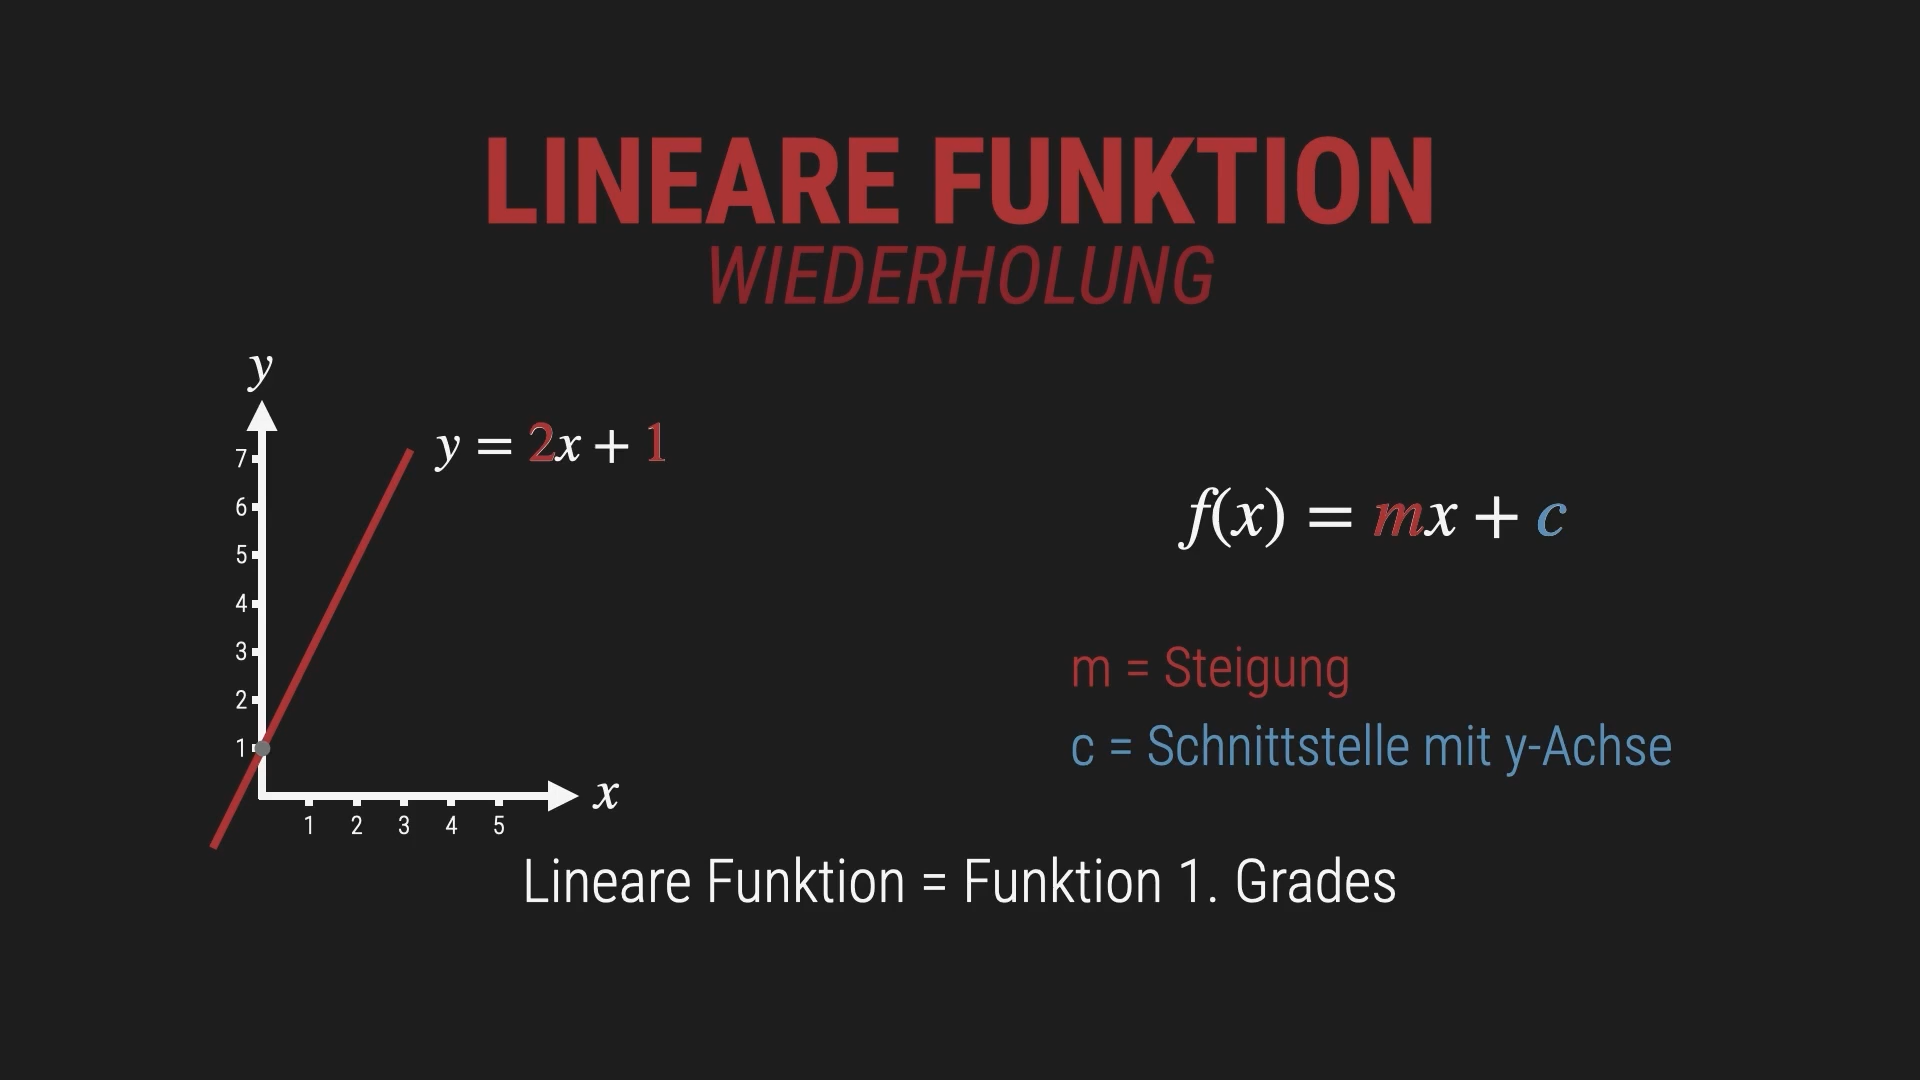 LINEARE FUNKTION
WIEDERHOLUNG
y
y = 2x + 1
7
6
5
4
3
2
1
x
1 2 3 4 5
f(x) = mx + c
m = Steigung
c = Schnittstelle mit y-Achse
Lineare Funktion = Funktion 1. Grades